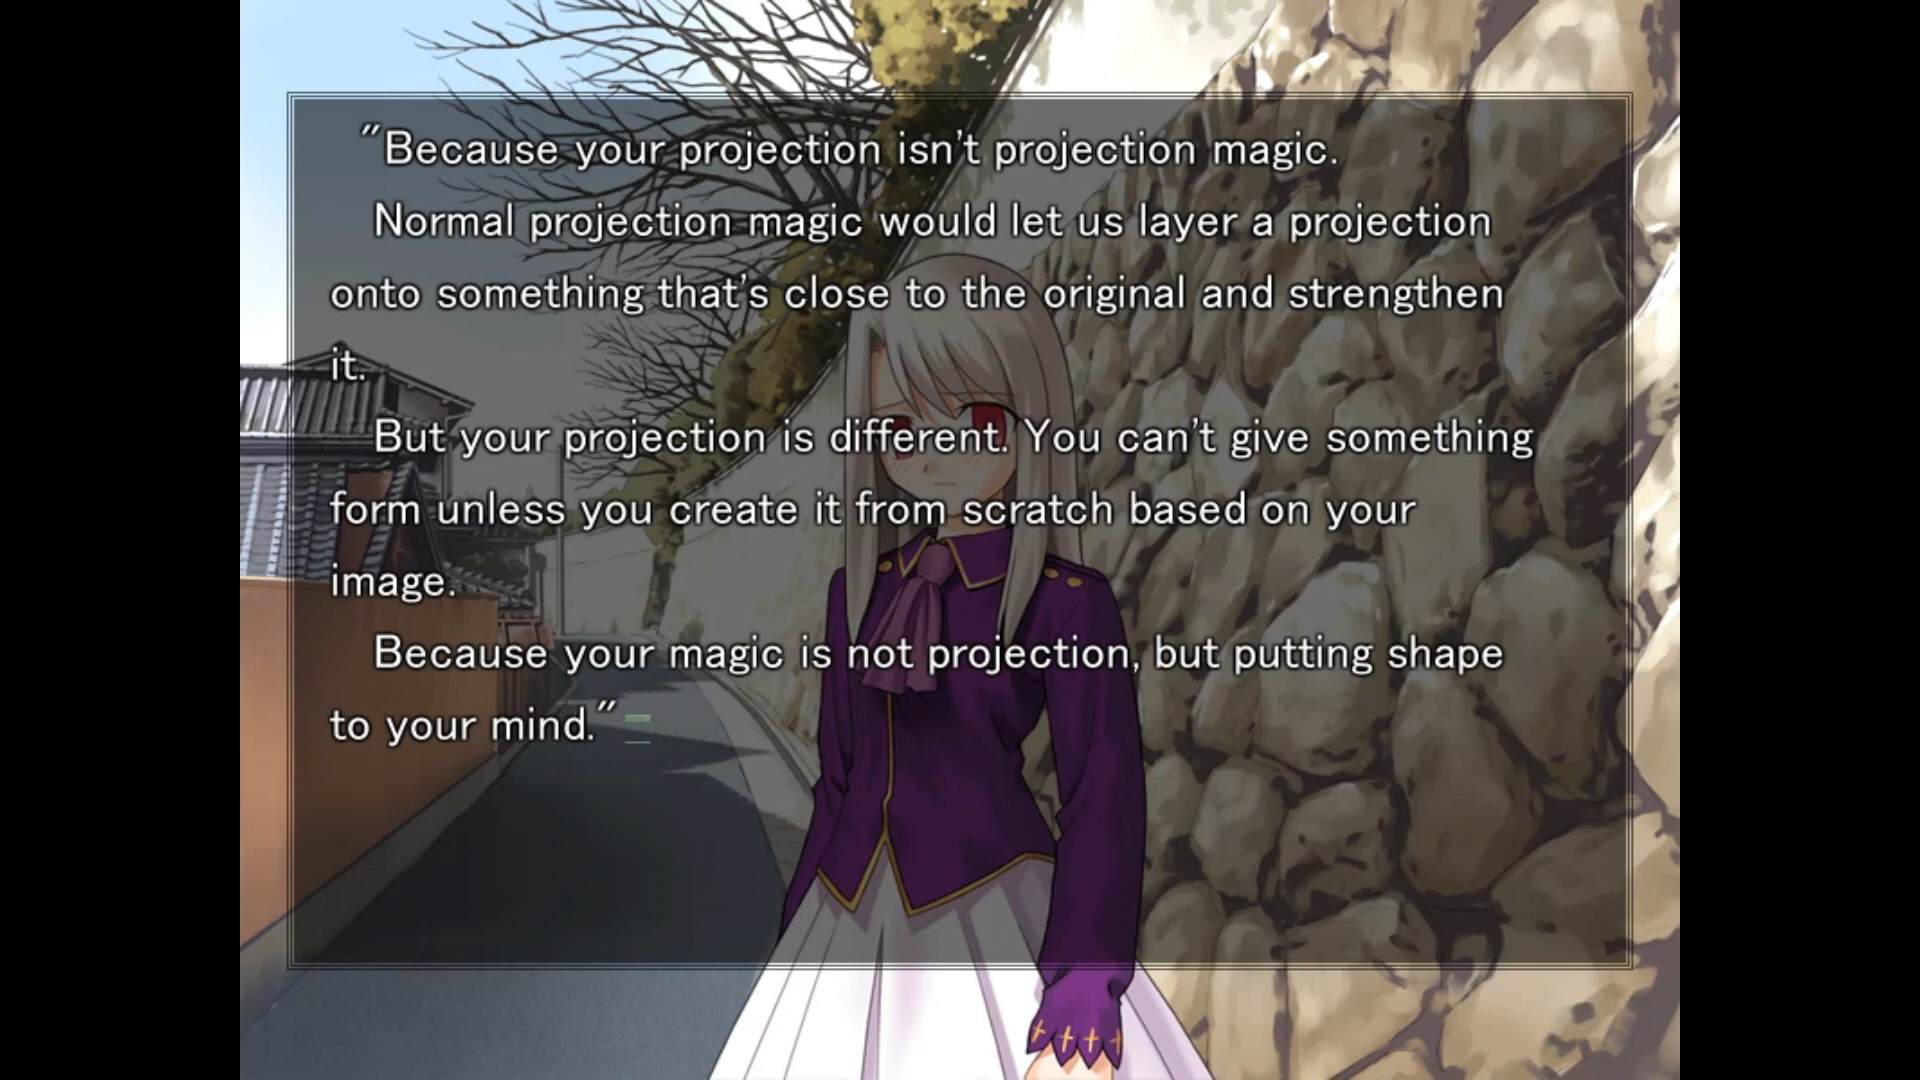 "Because your projection isn't projection magic.
Normal projection magic would let us layer a projection
onto something that's close to the original and strengthen
it.
But your projection is different. You can't give something
form unless you create it from scratch based on your
image.
Because your magic is not projection, but putting shape
to your mind."